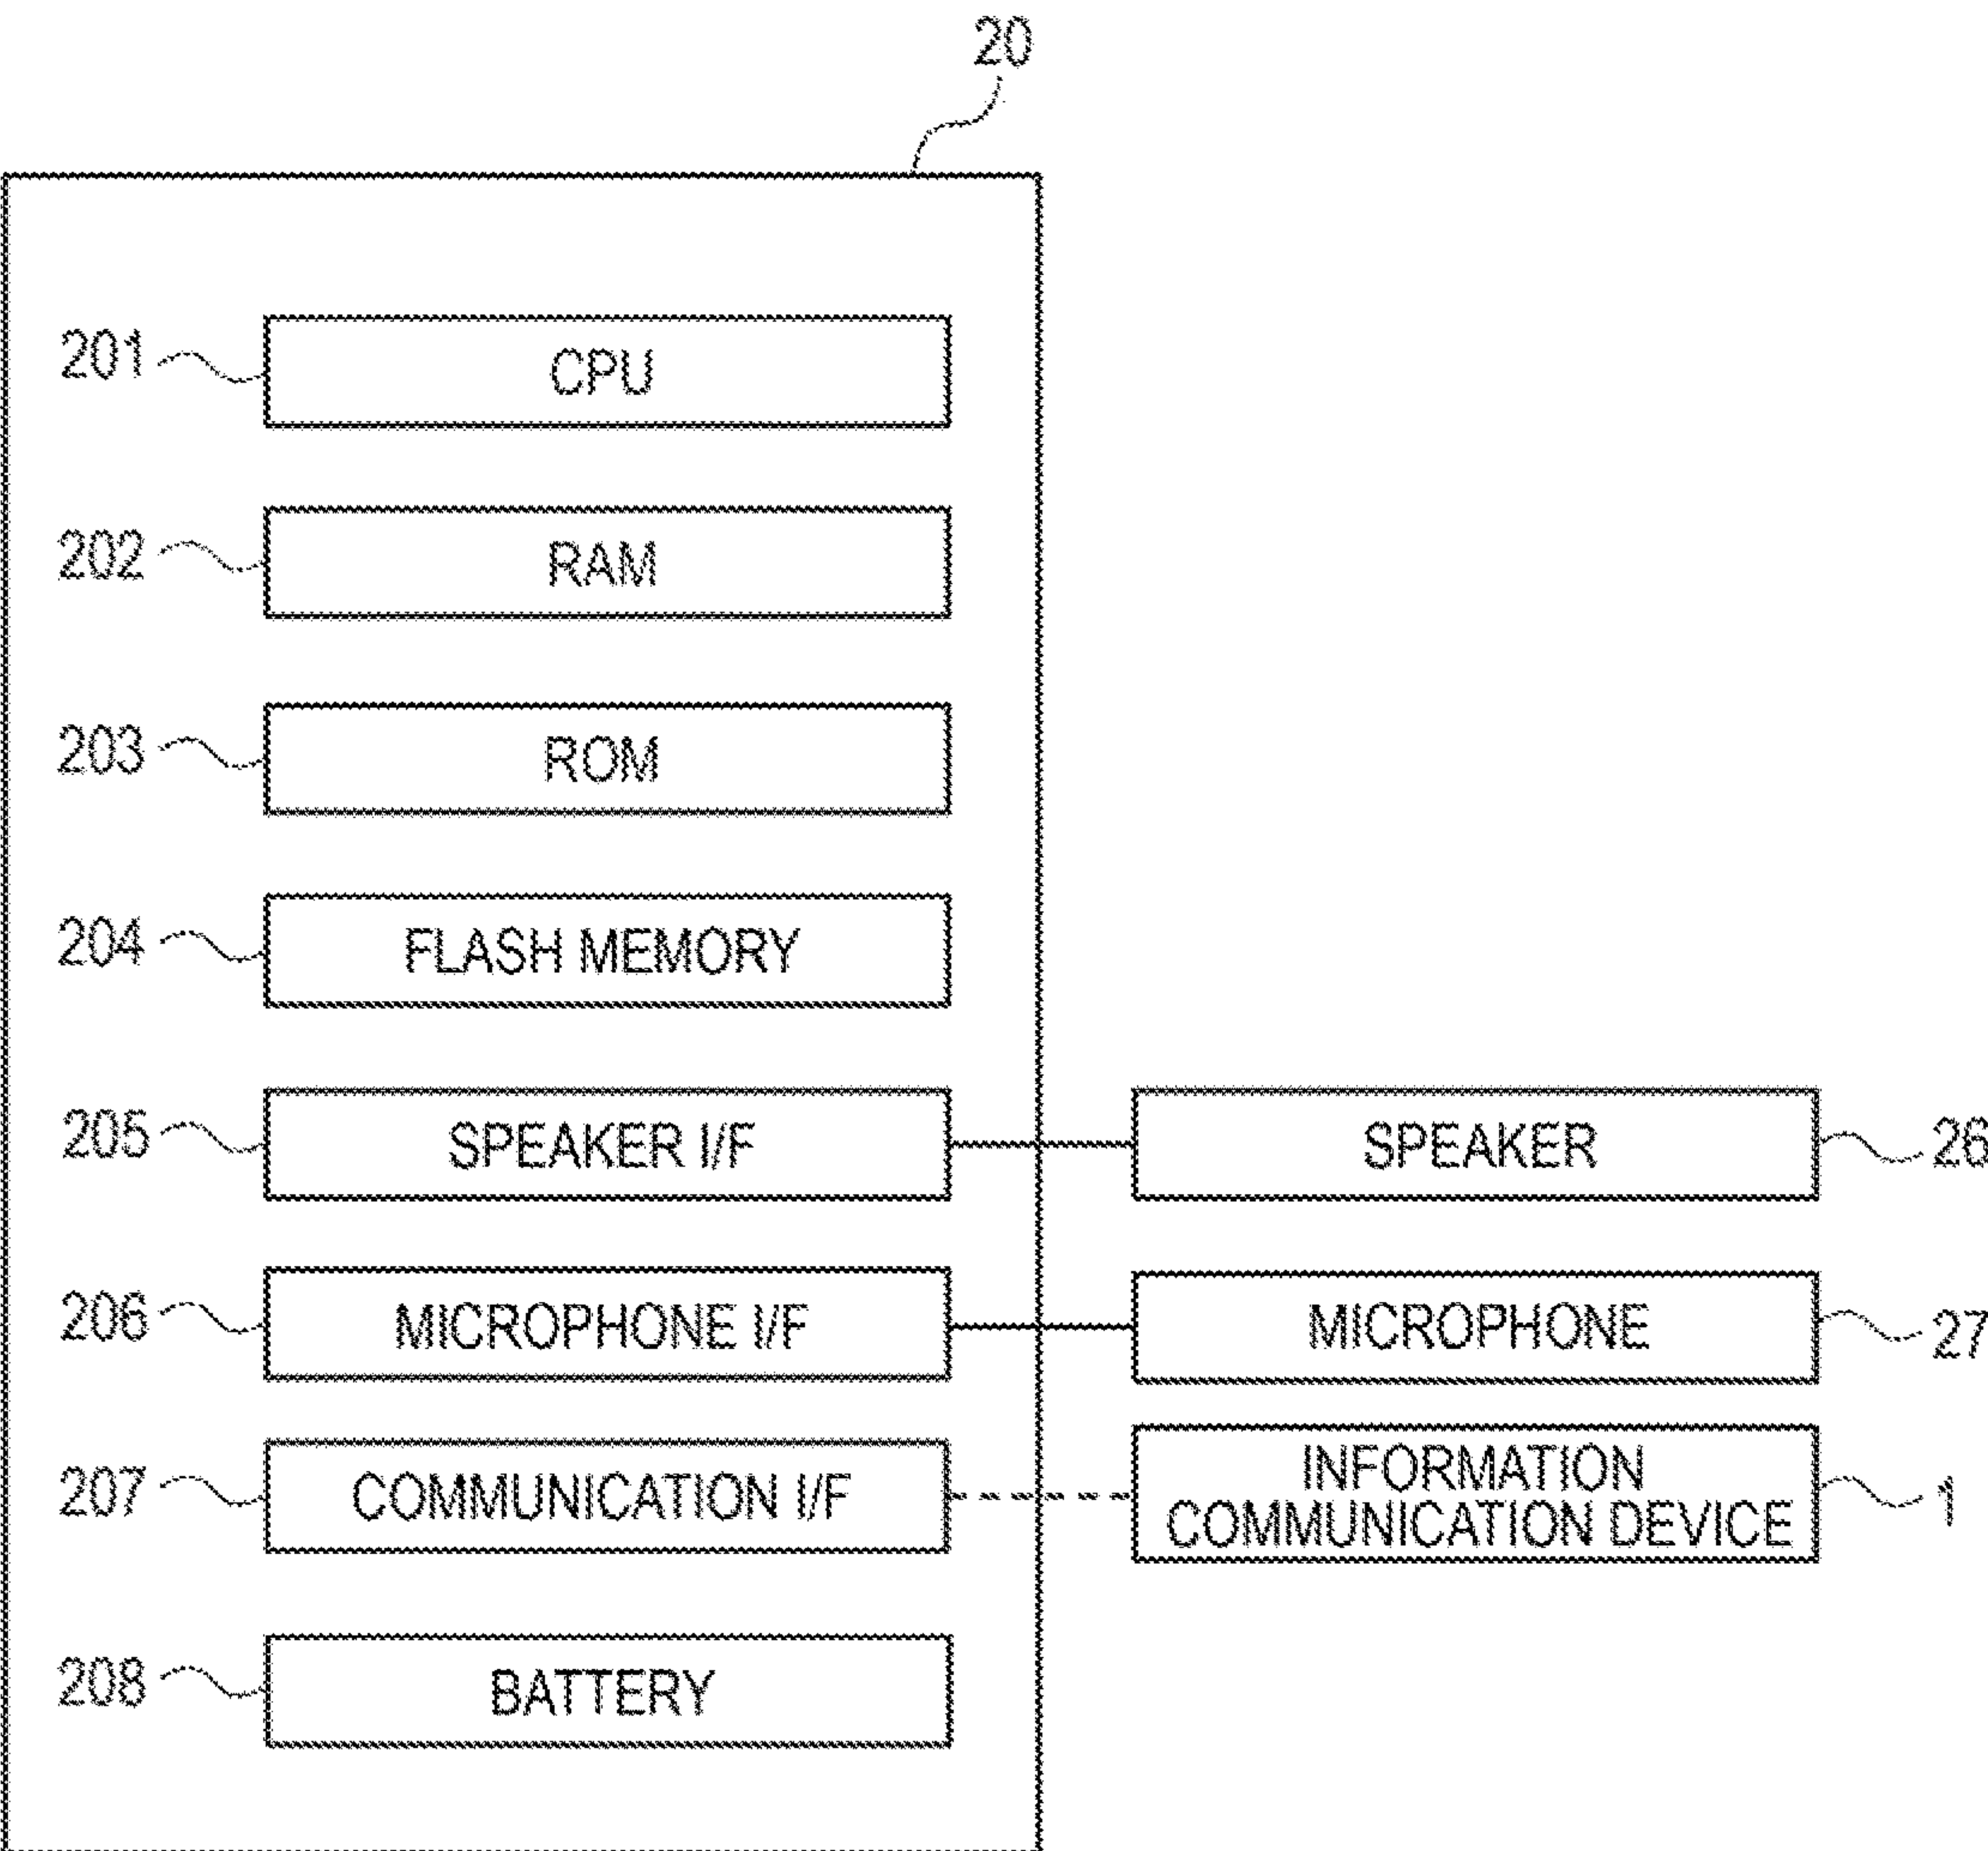 20
201 CPU
202 RAM
203 ROM
204 FLASH MEMORY
205 SPEAKER I/F SPEAKER 26
206 MICROPHONE I/F MICROPHONE 27
207 COMMUNICATION I/F INFORMATION
COMMUNICATION DEVICE 1
208 BATTERY